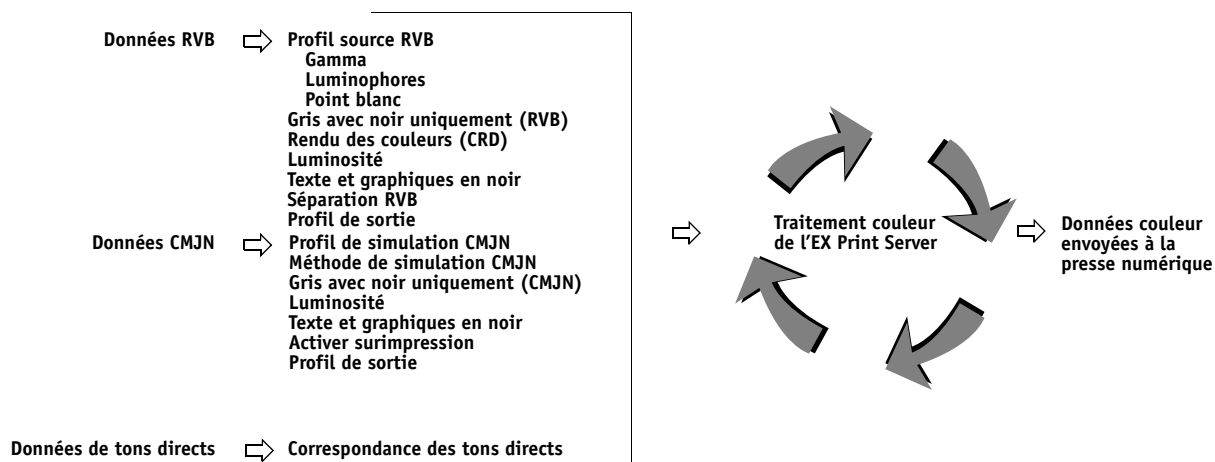 Données RVB
Profil source RVB
Gamma
Luminophores
Point blanc
Gris avec noir uniquement (RVB)
Rendu des couleurs (CRD)
Luminosité
Texte et graphiques en noir
Séparation RVB
Profil de sortie
Données CMJN
Profil de simulation CMJN
Méthode de simulation CMJN
Gris avec noir uniquement (CMJN)
Luminosité
Texte et graphiques en noir
Activer surimpression
Profil de sortie
Données de tons directs
Correspondance des tons directs
Traitement couleur
de l’EX Print Server
Données couleur
envoyées à la
presse numérique